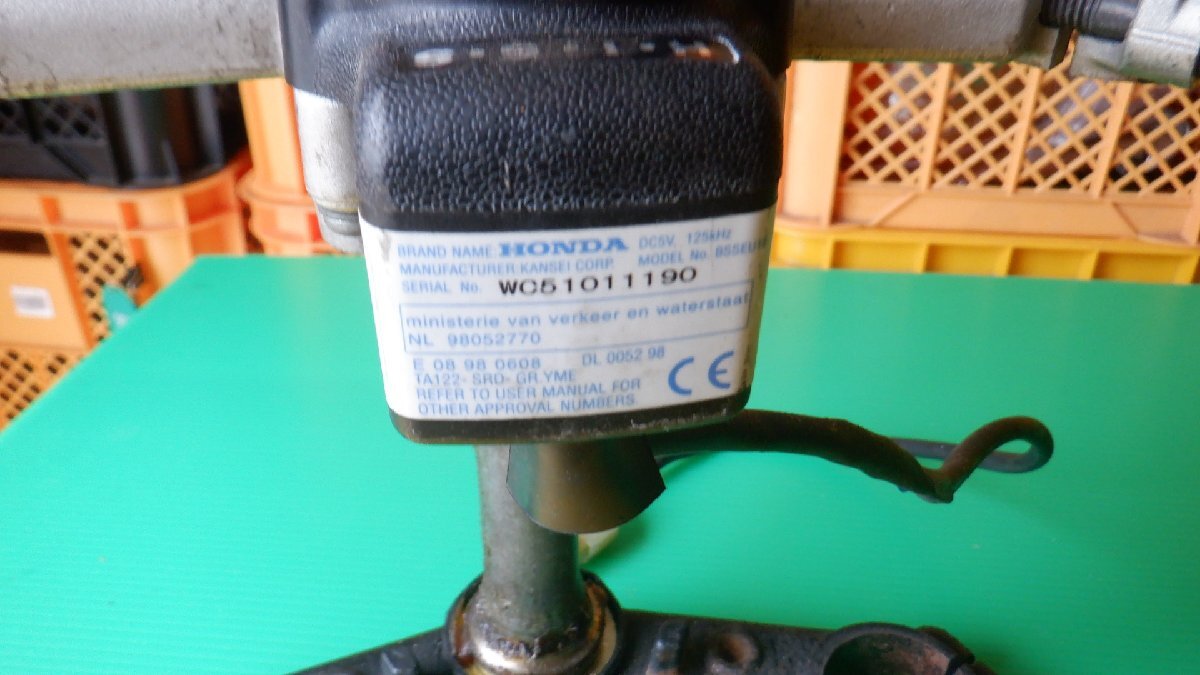 BRAND NAME HONDA DC5V, 125kHz
MANUFACTURER KANSEI CORP. MODEL No.
SERIAL No. WC51011190
ministerie van verkeer en waterstaat
NL 98052770
E 08 98 0608 DL 0052 98
TA122- SRD- GR.YME
REFER TO USER MANUAL FOR
OTHER APPROVAL NUMBERS.
CE